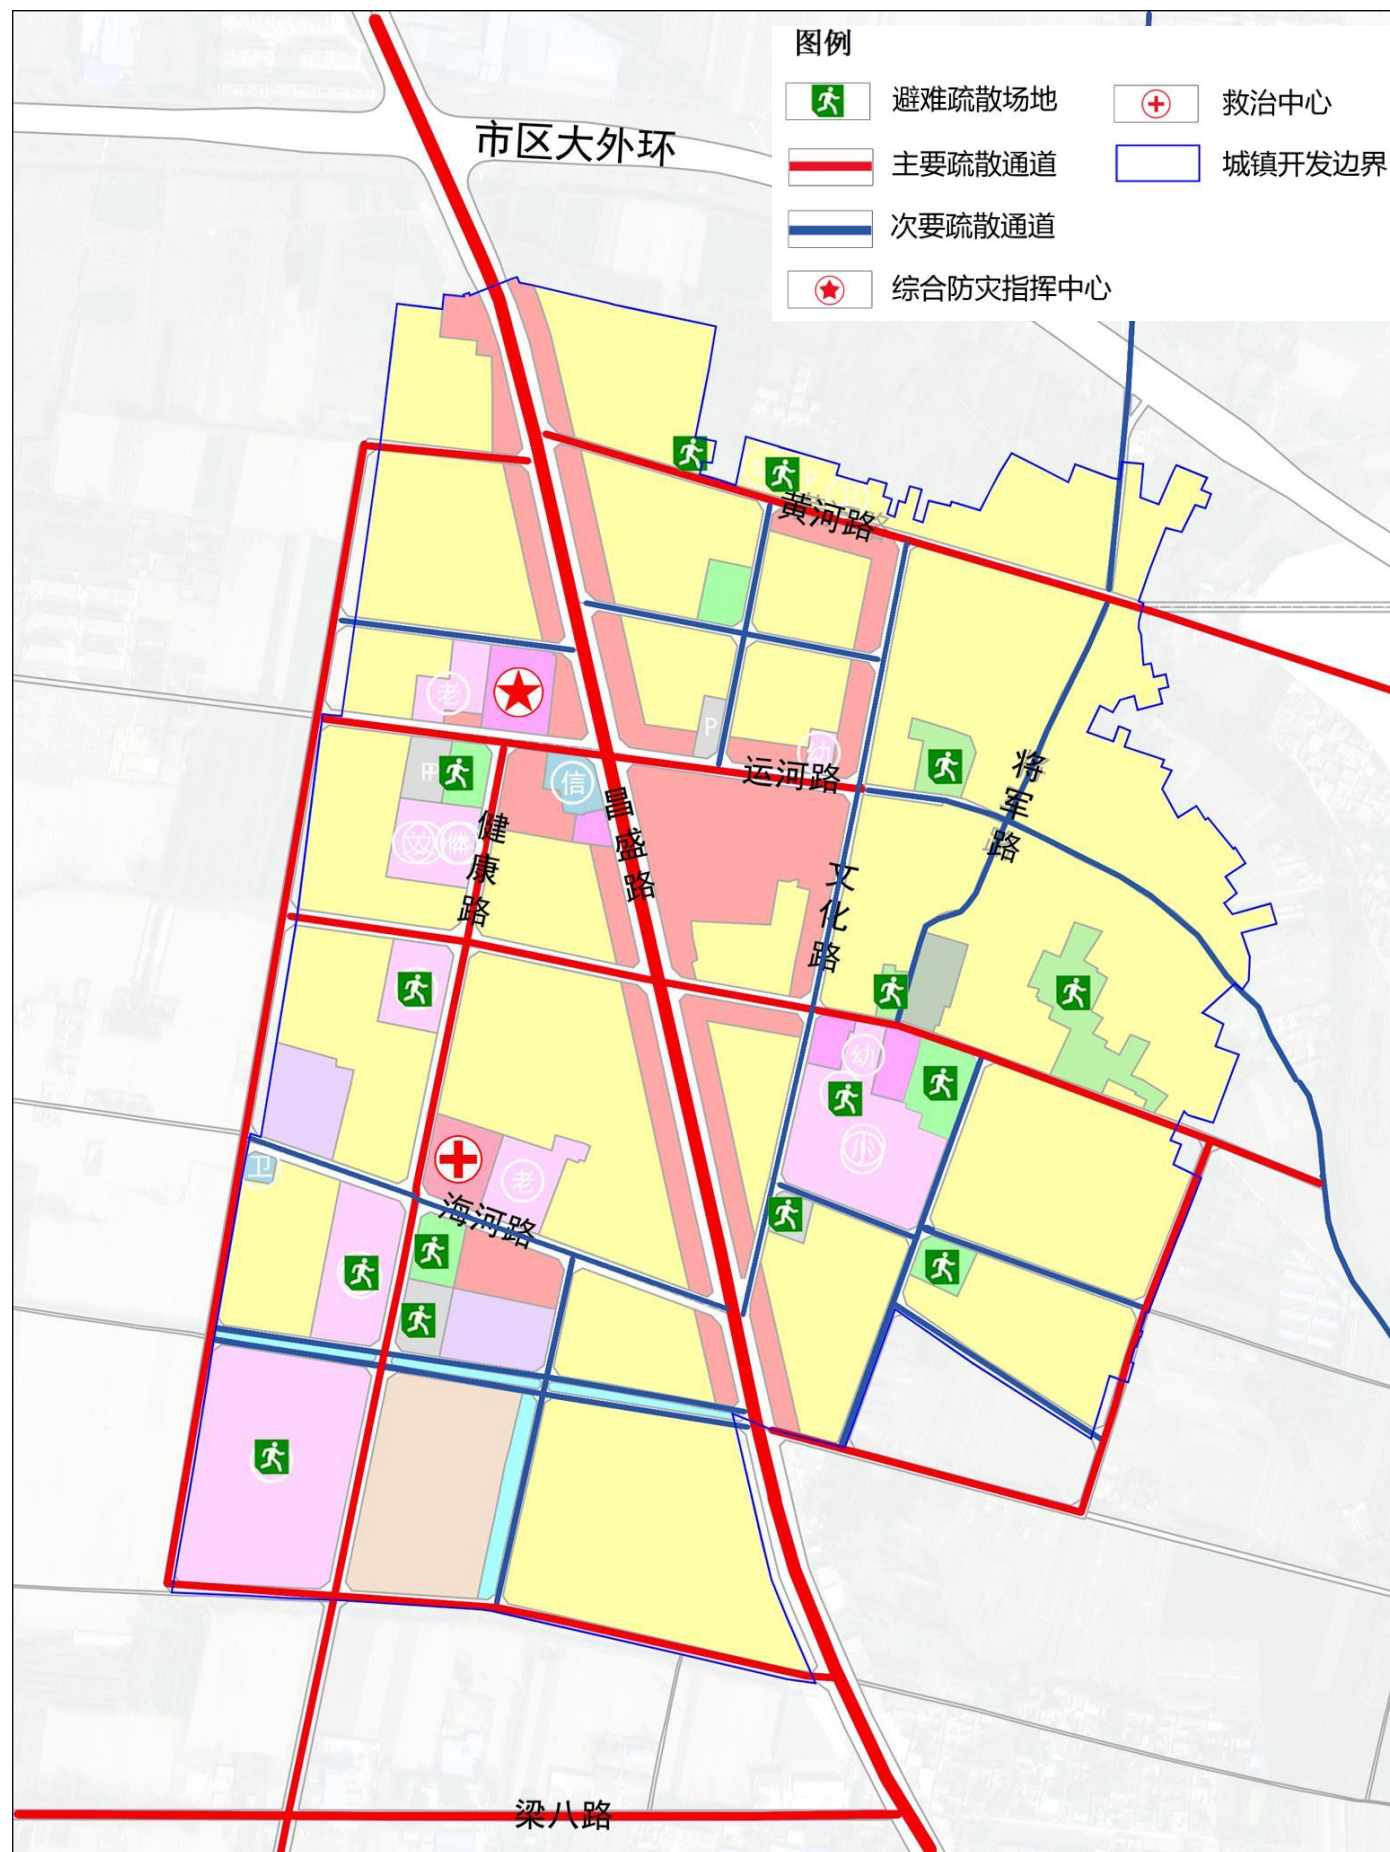 图例
避难疏散场地
救治中心
主要疏散通道
城镇开发边界
次要疏散通道
综合防灾指挥中心
市区大外环
黄河路
老
P
幼
运河路
将军路
信
昌盛路
健康路
文
体
文化路
幼
小
卫
老
海河路
梁八路